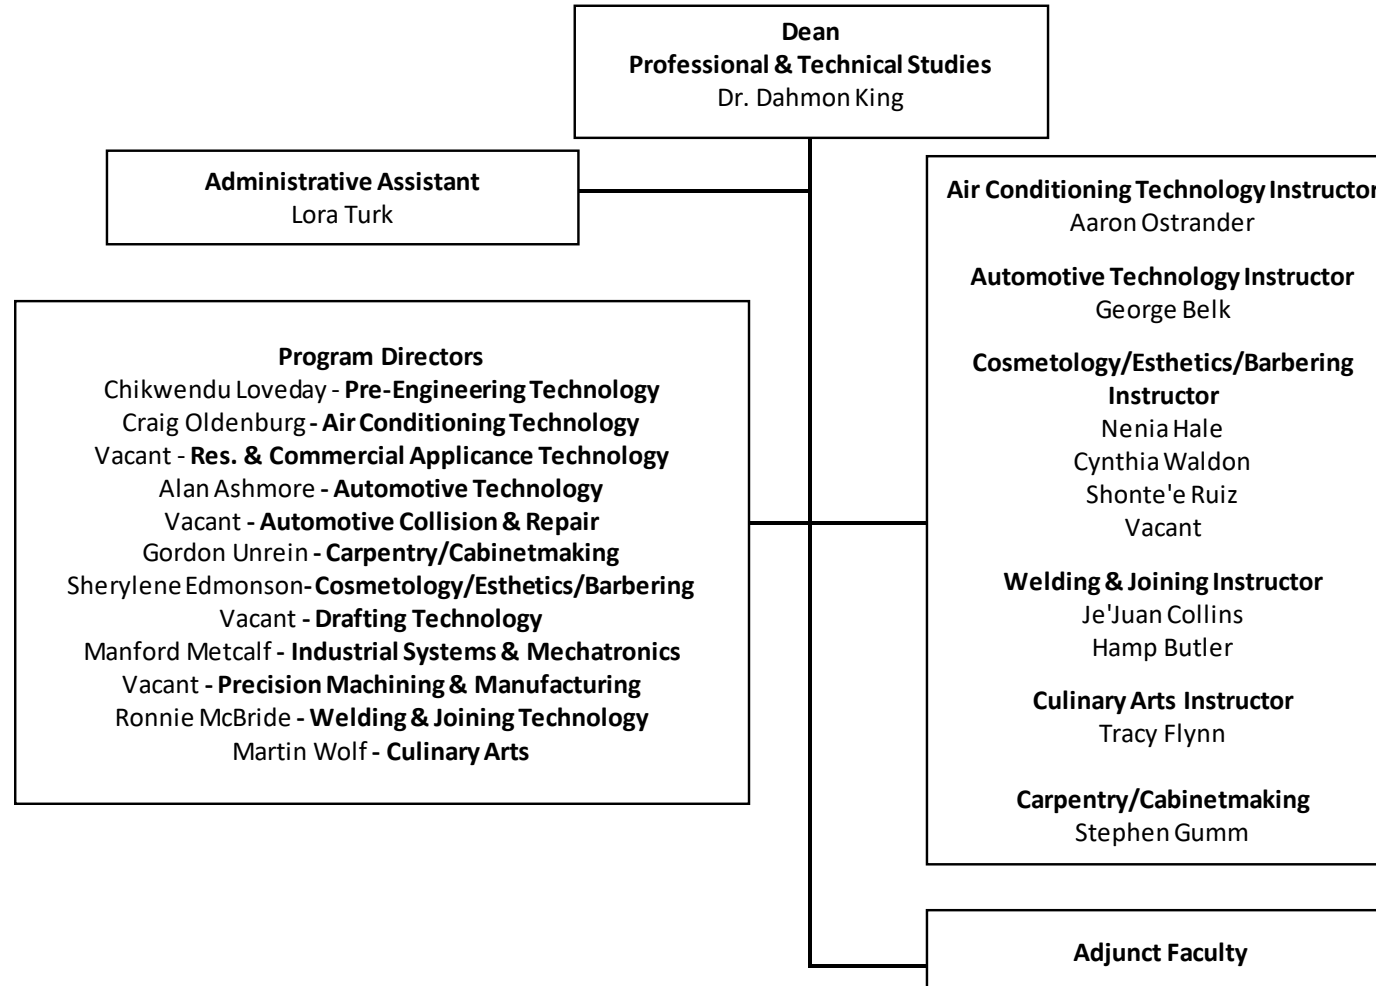 Dean
Professional & Technical Studies
Dr. Dahmon King
Administrative Assistant
Lora Turk
Program Directors
Chikwendu Loveday - Pre-Engineering Technology
Craig Oldenburg - Air Conditioning Technology
Vacant - Res. & Commercial Applicance Technology
Alan Ashmore - Automotive Technology
Vacant - Automotive Collision & Repair
Gordon Unrein - Carpentry/Cabinetmaking
Sherylene Edmonson- Cosmetology/Esthetics/Barbering
Vacant - Drafting Technology
Manford Metcalf - Industrial Systems & Mechatronics
Vacant - Precision Machining & Manufacturing
Ronnie McBride - Welding & Joining Technology
Martin Wolf - Culinary Arts
Air Conditioning Technology Instructor
Aaron Ostrander
Automotive Technology Instructor
George Belk
Cosmetology/Esthetics/Barbering
Instructor
Nenia Hale
Cynthia Waldon
Shonte'e Ruiz
Vacant
Welding & Joining Instructor
Je'Juan Collins
Hamp Butler
Culinary Arts Instructor
Tracy Flynn
Carpentry/Cabinetmaking
Stephen Gumm
Adjunct Faculty